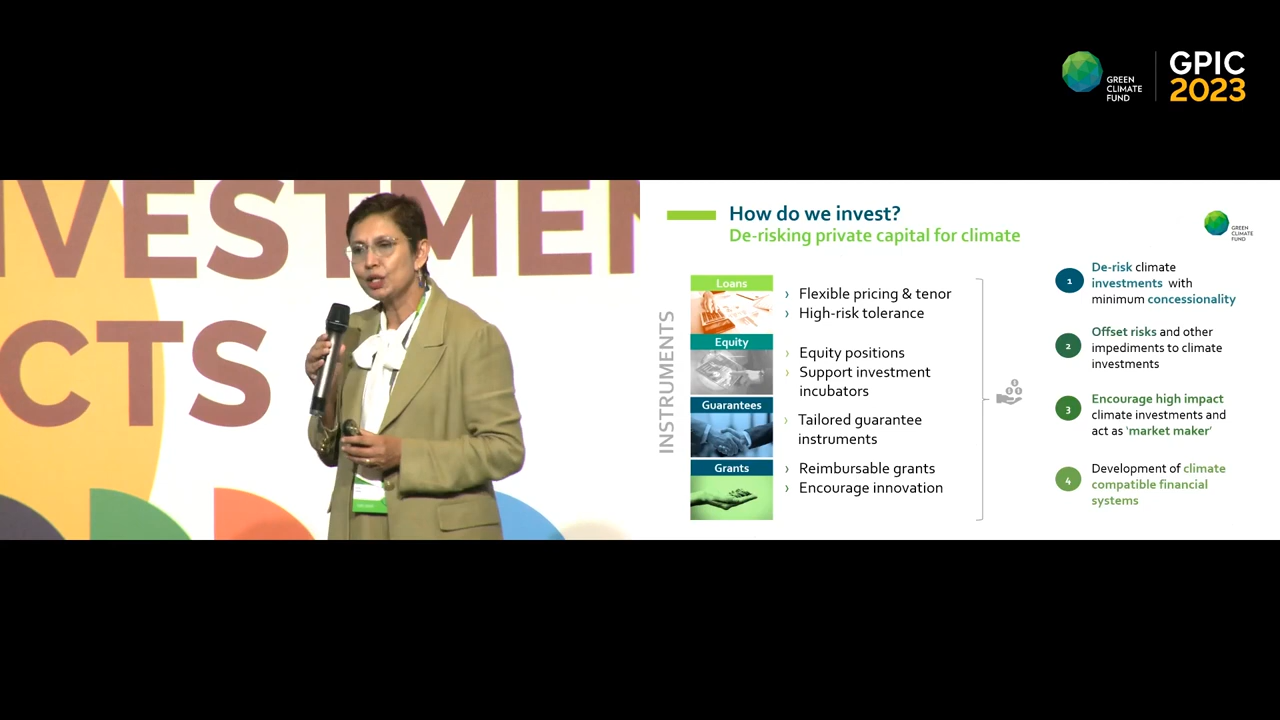 GREEN
CLIMATE
FUND
GPIC
2023
VESTMEN
CTS
How do we invest?
De-risking private capital for climate
GREEN
CLIMATE
FUND
INSTRUMENTS
Loans
› Flexible pricing & tenor
› High-risk tolerance
Equity
› Equity positions
› Support investment
incubators
Guarantees
› Tailored guarantee
instruments
Grants
› Reimbursable grants
› Encourage innovation
1
De-risk climate
investments with
minimum concessionality
2
Offset risks and other
impediments to climate
investments
3
Encourage high impact
climate investments and
act as ‘market maker’
4
Development of climate
compatible financial
systems